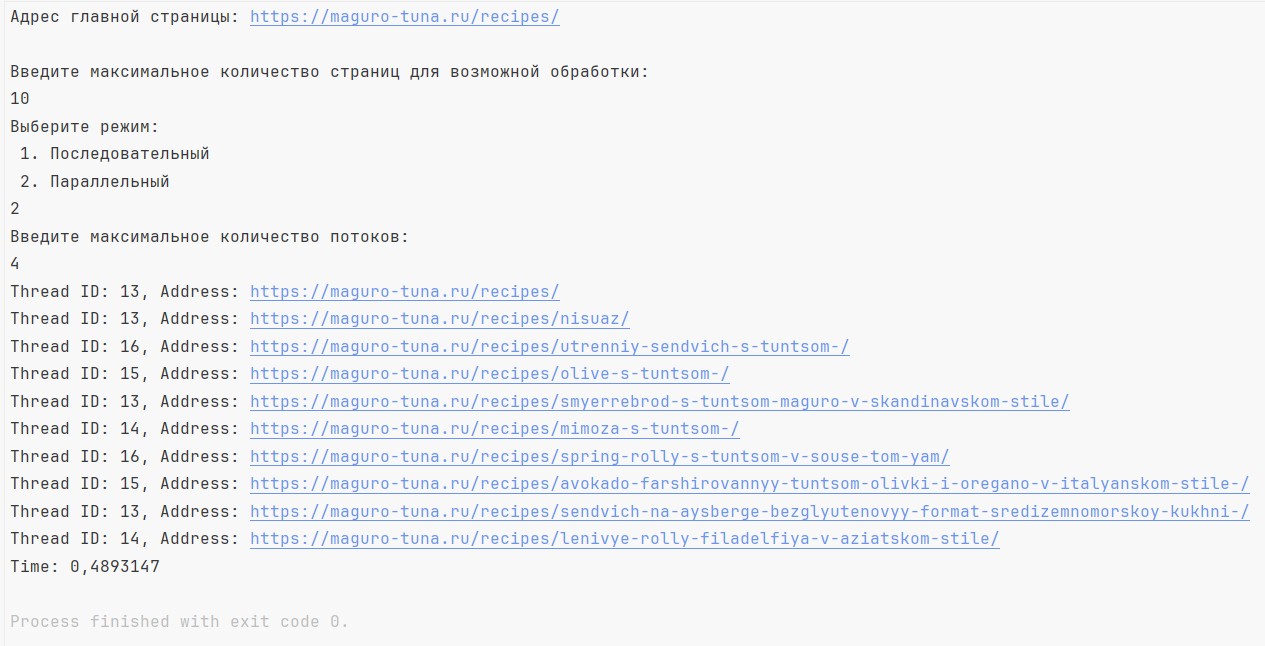 Адрес главной страницы: https://maguro-tuna.ru/recipes/
Введите максимальное количество страниц для возможной обработки:
10
Выберите режим:
1. Последовательный
2. Параллельный
2
Введите максимальное количество потоков:
4
Thread ID: 13, Address: https://maguro-tuna.ru/recipes/
Thread ID: 13, Address: https://maguro-tuna.ru/recipes/nisuaz/
Thread ID: 16, Address: https://maguro-tuna.ru/recipes/utrenniy-sendvich-s-tuntsom-/
Thread ID: 15, Address: https://maguro-tuna.ru/recipes/olive-s-tuntsom-/
Thread ID: 13, Address: https://maguro-tuna.ru/recipes/smyerrebrod-s-tuntsom-maguro-v-skandinavskom-stile/
Thread ID: 14, Address: https://maguro-tuna.ru/recipes/mimoza-s-tuntsom-/
Thread ID: 16, Address: https://maguro-tuna.ru/recipes/spring-rolly-s-tuntsom-v-souse-tom-yam/
Thread ID: 15, Address: https://maguro-tuna.ru/recipes/avokado-farshirovannyy-tuntsom-olivki-i-oregano-v-italyanskom-stile-/
Thread ID: 13, Address: https://maguro-tuna.ru/recipes/sendvich-na-aysberge-bezglyutenovyy-format-sredizemnomorskoy-kukhni-/
Thread ID: 14, Address: https://maguro-tuna.ru/recipes/lenivye-rolly-filadelfiya-v-aziatskom-stile/
Time: 0,4893147
Process finished with exit code 0.